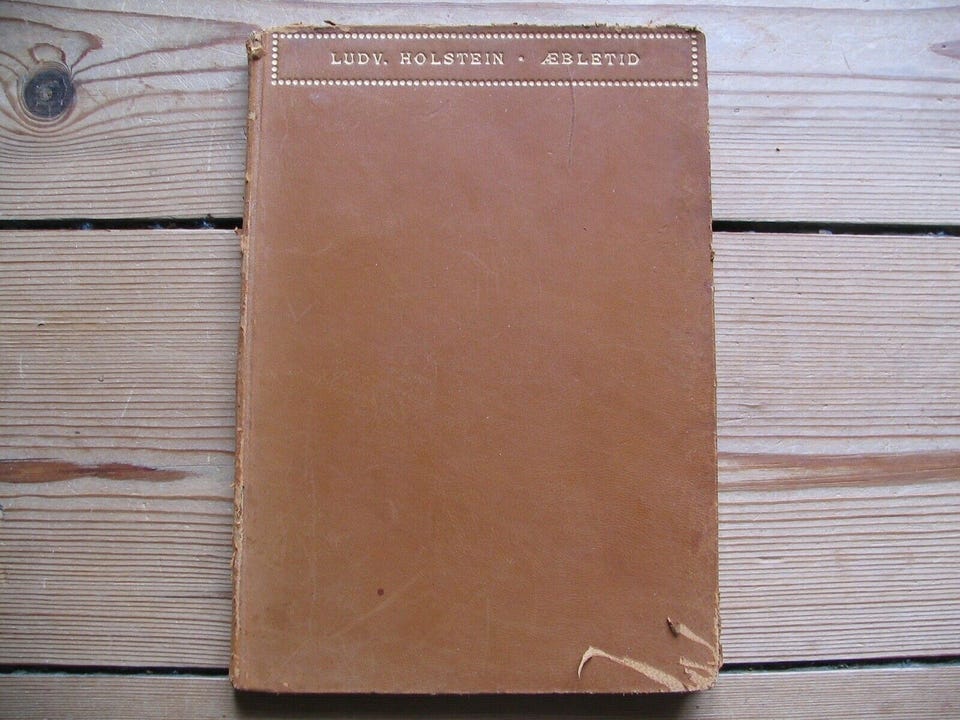 LUDV. HOLSTEIN · ÆBLETID